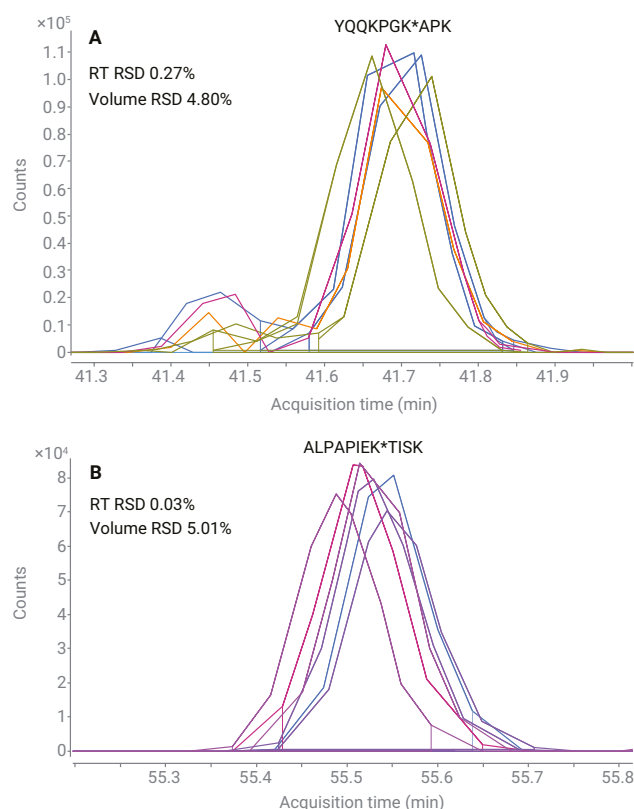 ×10⁵
A
YQQKPGK*APK
RT RSD 0.27%
Volume RSD 4.80%
1.1
1.0
0.9
0.8
0.7
0.6
0.5
0.4
0.3
0.2
0.1
0
Counts
41.3 41.4 41.5 41.6 41.7 41.8 41.9
Acquisition time (min)
×10⁴
B
ALPAPIEK*TISK
RT RSD 0.03%
Volume RSD 5.01%
8
7
6
5
4
3
2
1
0
Counts
55.3 55.4 55.5 55.6 55.7 55.8
Acquisition time (min)